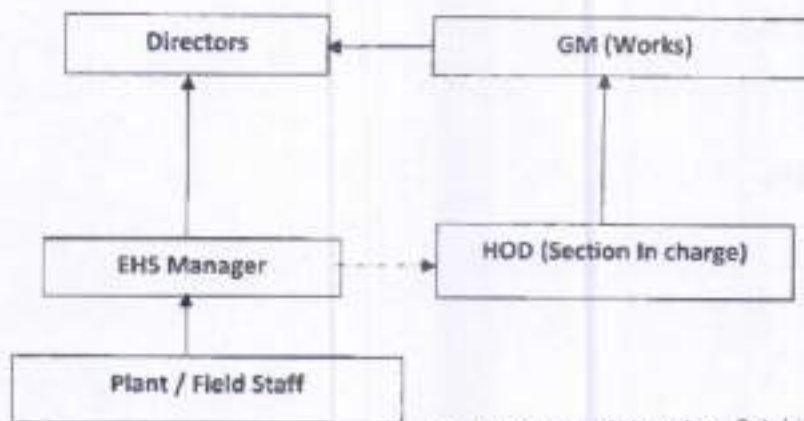 Directors
GM (Works)
EHS Manager
HOD (Section In charge)
Plant / Field Staff